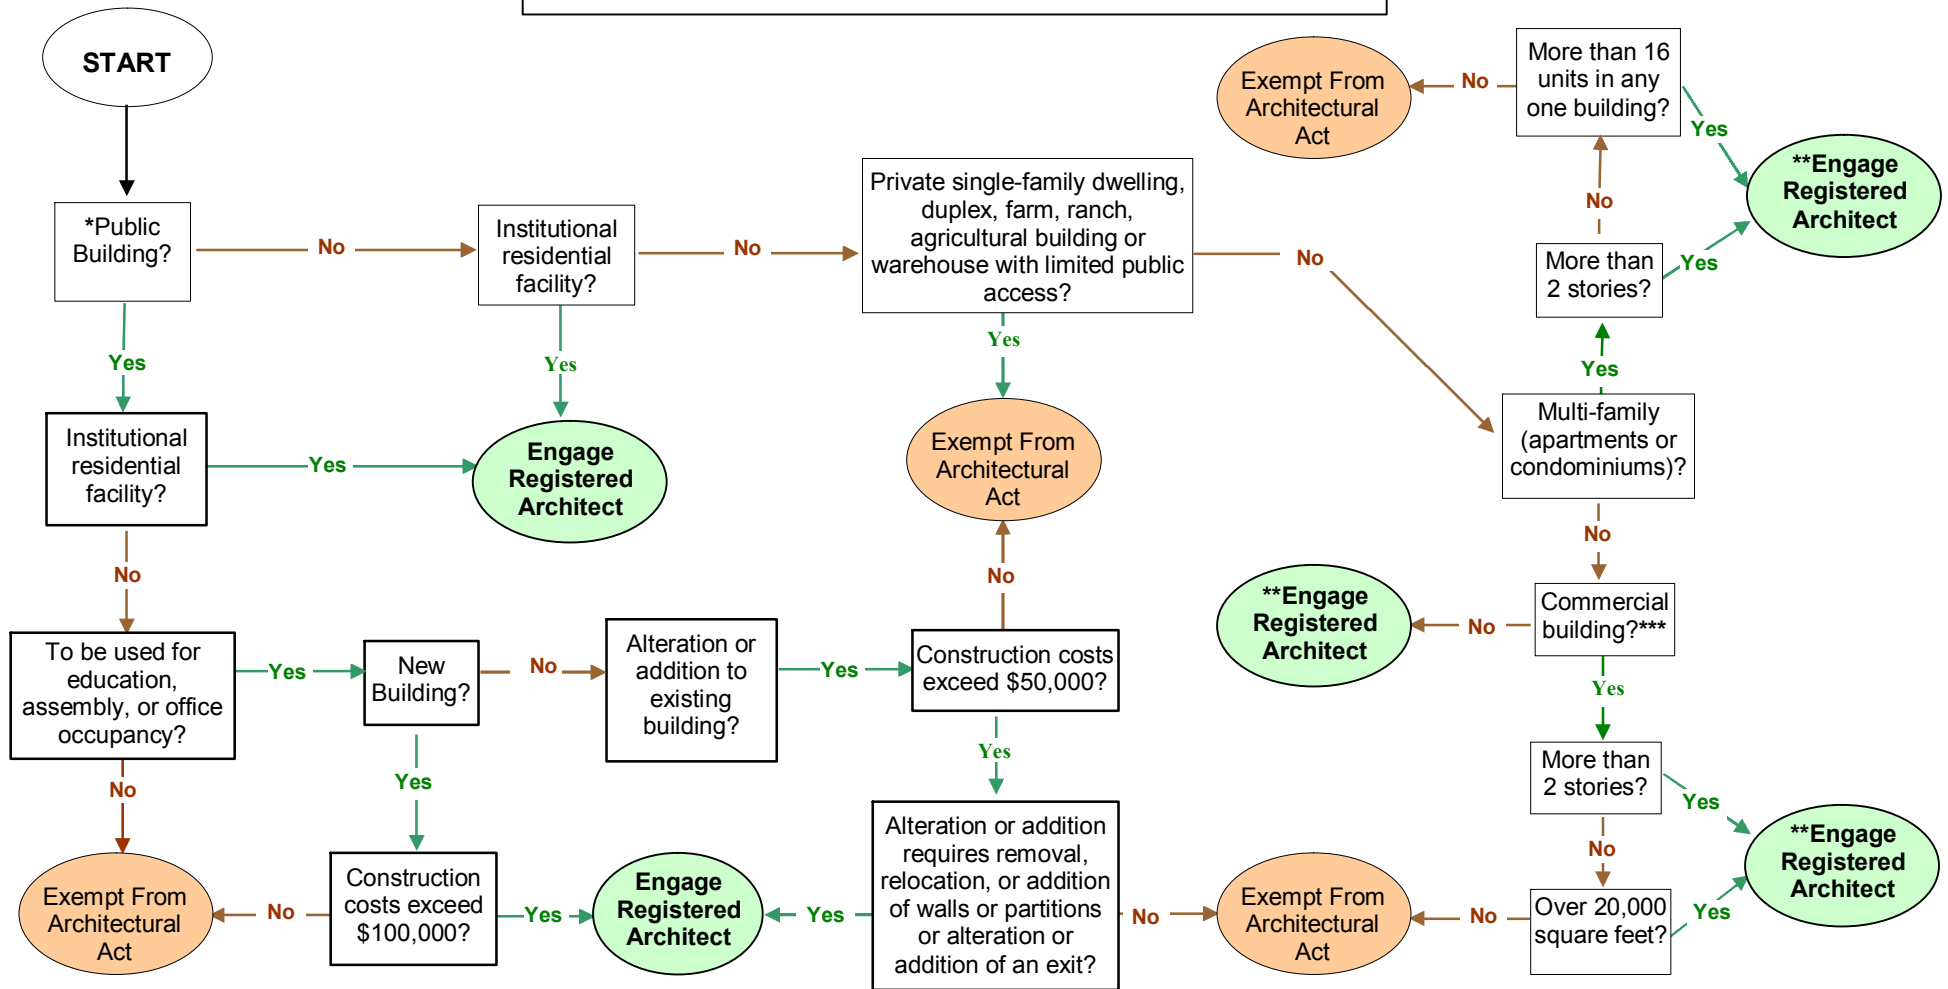 START
*Public
Building?
No
Institutional
residential
facility?
No
Private single-family dwelling,
duplex, farm, ranch,
agricultural building or
warehouse with limited public
access?
No
Exempt From
Architectural
Act
No
More than 16
units in any
one building?
Yes
**Engage
Registered
Architect
No
More than
2 stories?
Yes
Yes
Multi-family
(apartments or
condominiums)?
Yes
Yes
Yes
Institutional
residential
facility?
Yes
Engage
Registered
Architect
Exempt From
Architectural
Act
No
No
No
To be used for
education,
assembly, or office
occupancy?
Yes
New
Building?
No
Alteration or
addition to
existing
building?
Yes
Construction costs
exceed $50,000?
**Engage
Registered
Architect
No
Commercial
building?***
Yes
No
Yes
Yes
More than
2 stories?
Yes
No
Exempt From
Architectural
Act
No
Construction
costs exceed
$100,000?
Yes
Engage
Registered
Architect
Yes
Alteration or addition
requires removal,
relocation, or addition
of walls or partitions
or alteration or
addition of an exit?
No
Exempt From
Architectural
Act
No
Over 20,000
square feet?
Yes
**Engage
Registered
Architect